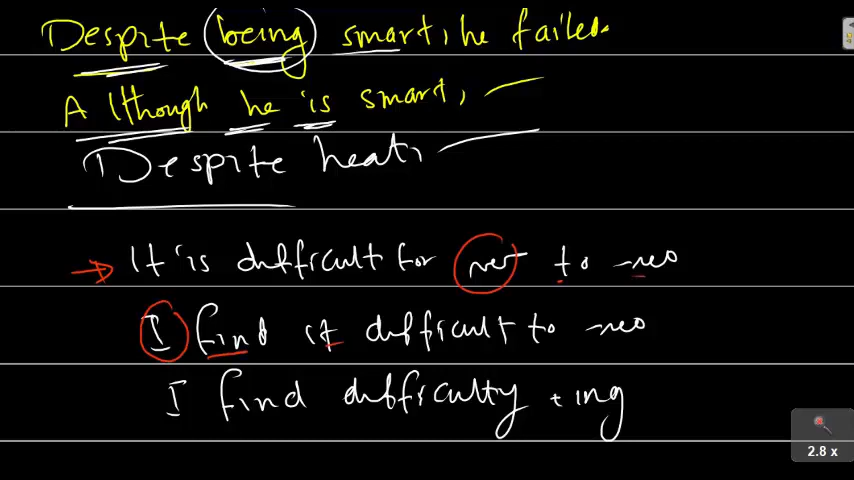 Despite being smart, he failed.
Although he is smart,
Despite heat,
→ It is difficult for me to
I find it difficult to
I find difficulty + ing
2.8 x